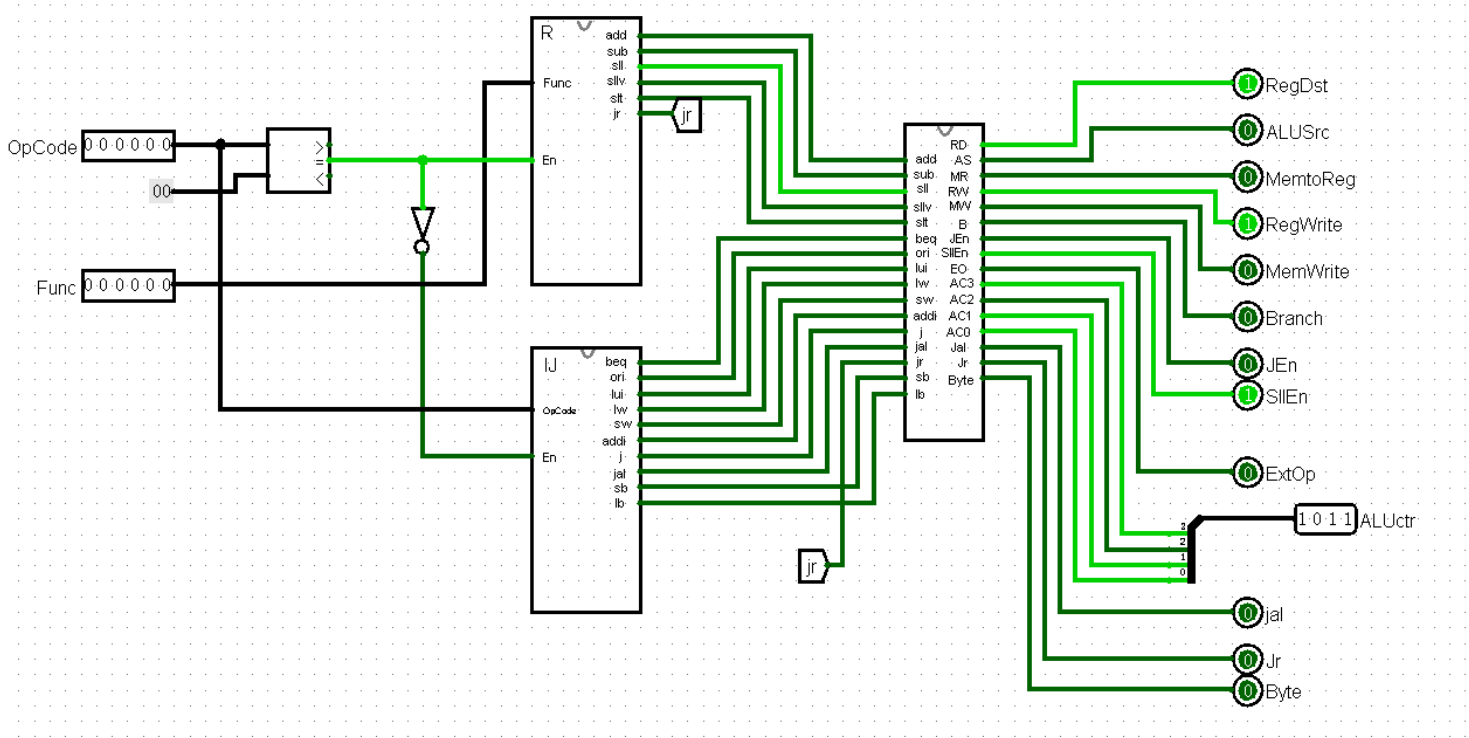 OpCode
0 0 0 0 0 0
00
Func
0 0 0 0 0 0
>
=
<
R
Func
En
add
sub
sll
sllv
slt
jr
jr
IJ
OpCode
En
beq
ori
lui
lw
sw
addi
j
jal
sb
lb
jr
add
sub
sll
sllv
slt
beq
ori
lui
lw
sw
addi
j
jal
jr
sb
lb
RD
AS
MR
RW
MW
B
JEn
SllEn
EO
AC3
AC2
AC1
AC0
Jal
Jr
Byte
1 RegDst
0 ALUSrc
0 MemtoReg
1 RegWrite
0 MemWrite
0 Branch
0 JEn
1 SllEn
0 ExtOp
3
2
1
0
1 0 1 1 ALUctr
0 jal
0 Jr
0 Byte